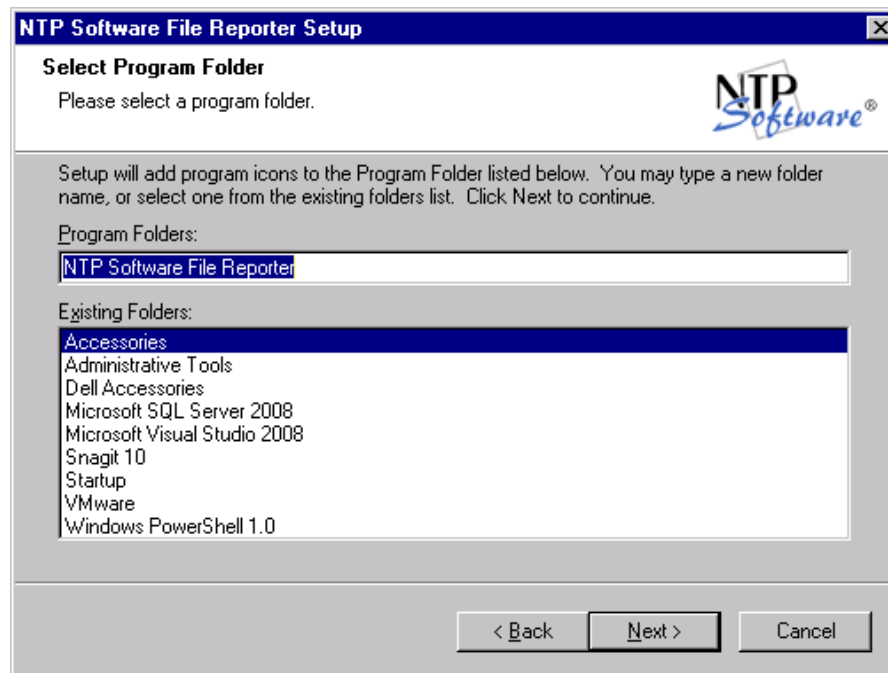 NTP Software File Reporter Setup
Select Program Folder
Please select a program folder.
NTP
Software®
Setup will add program icons to the Program Folder listed below. You may type a new folder
name, or select one from the existing folders list. Click Next to continue.
Program Folders:
NTP Software File Reporter
Existing Folders:
Accessories
Administrative Tools
Dell Accessories
Microsoft SQL Server 2008
Microsoft Visual Studio 2008
Snagit 10
Startup
VMware
Windows PowerShell 1.0
< Back Next > Cancel